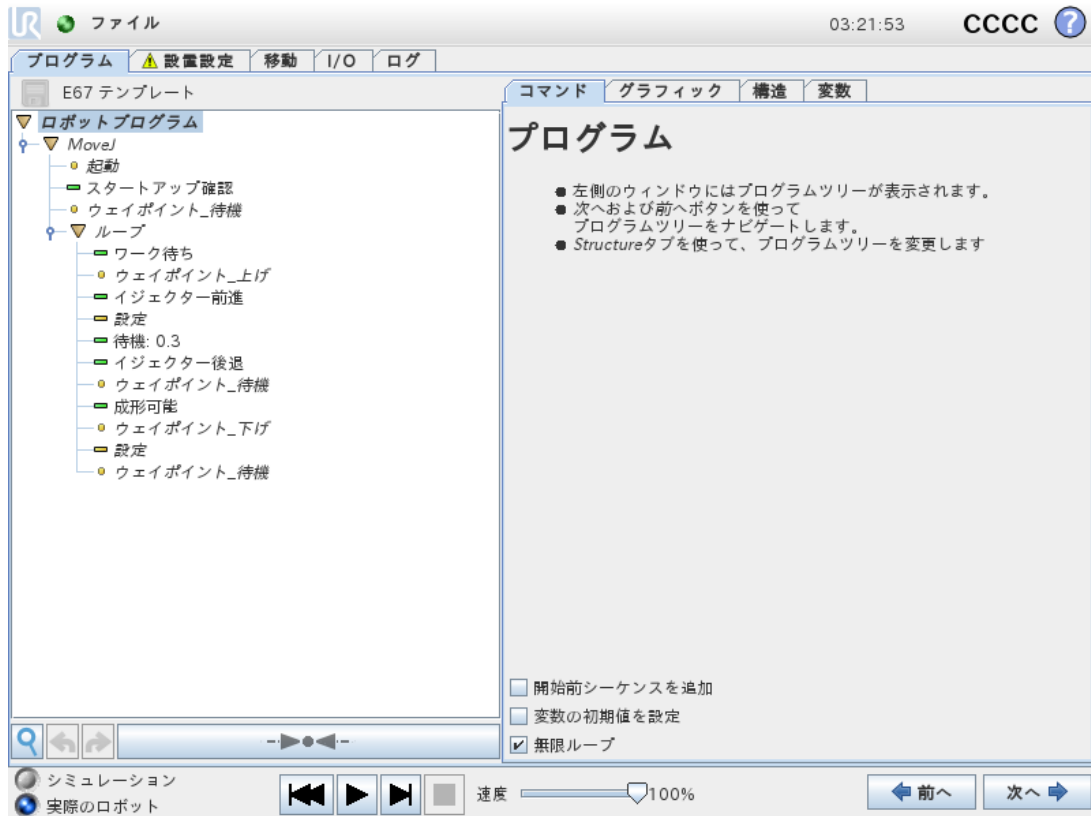 UR ファイル 03:21:53 CCCC ?
プログラム 設置設定 移動 I/O ログ
E67 テンプレート
ロボットプログラム
MoveJ
起動
スタートアップ確認
ウェイポイント_待機
ループ
ワーク待ち
ウェイポイント_上げ
イジェクター前進
設定
待機: 0.3
イジェクター後退
ウェイポイント_待機
成形可能
ウェイポイント_下げ
設定
ウェイポイント_待機
コマンド グラフィック 構造 変数
プログラム
左側のウィンドウにはプログラムツリーが表示されます。
次へおよび前へボタンを使って
プログラムツリーをナビゲートします。
Structureタブを使って、プログラムツリーを変更します
開始前シーケンスを追加
変数の初期値を設定
無限ループ
シミュレーション
実際のロボット
速度 100%
前へ 次へ